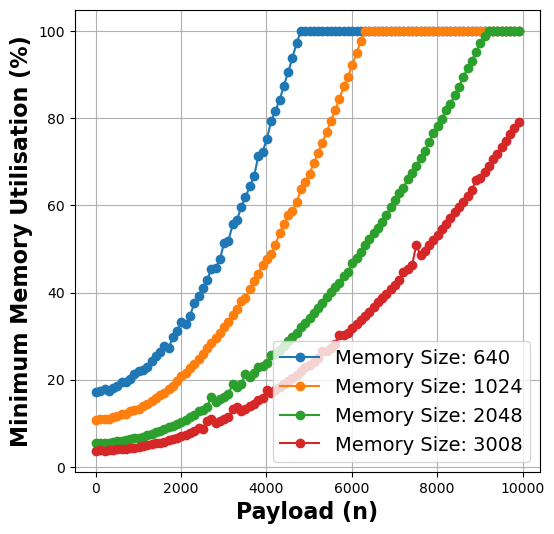 Minimum Memory Utilisation (%)
100
80
60
40
20
0
Memory Size: 640
Memory Size: 1024
Memory Size: 2048
Memory Size: 3008
0
2000
4000
6000
8000
10000
Payload (n)